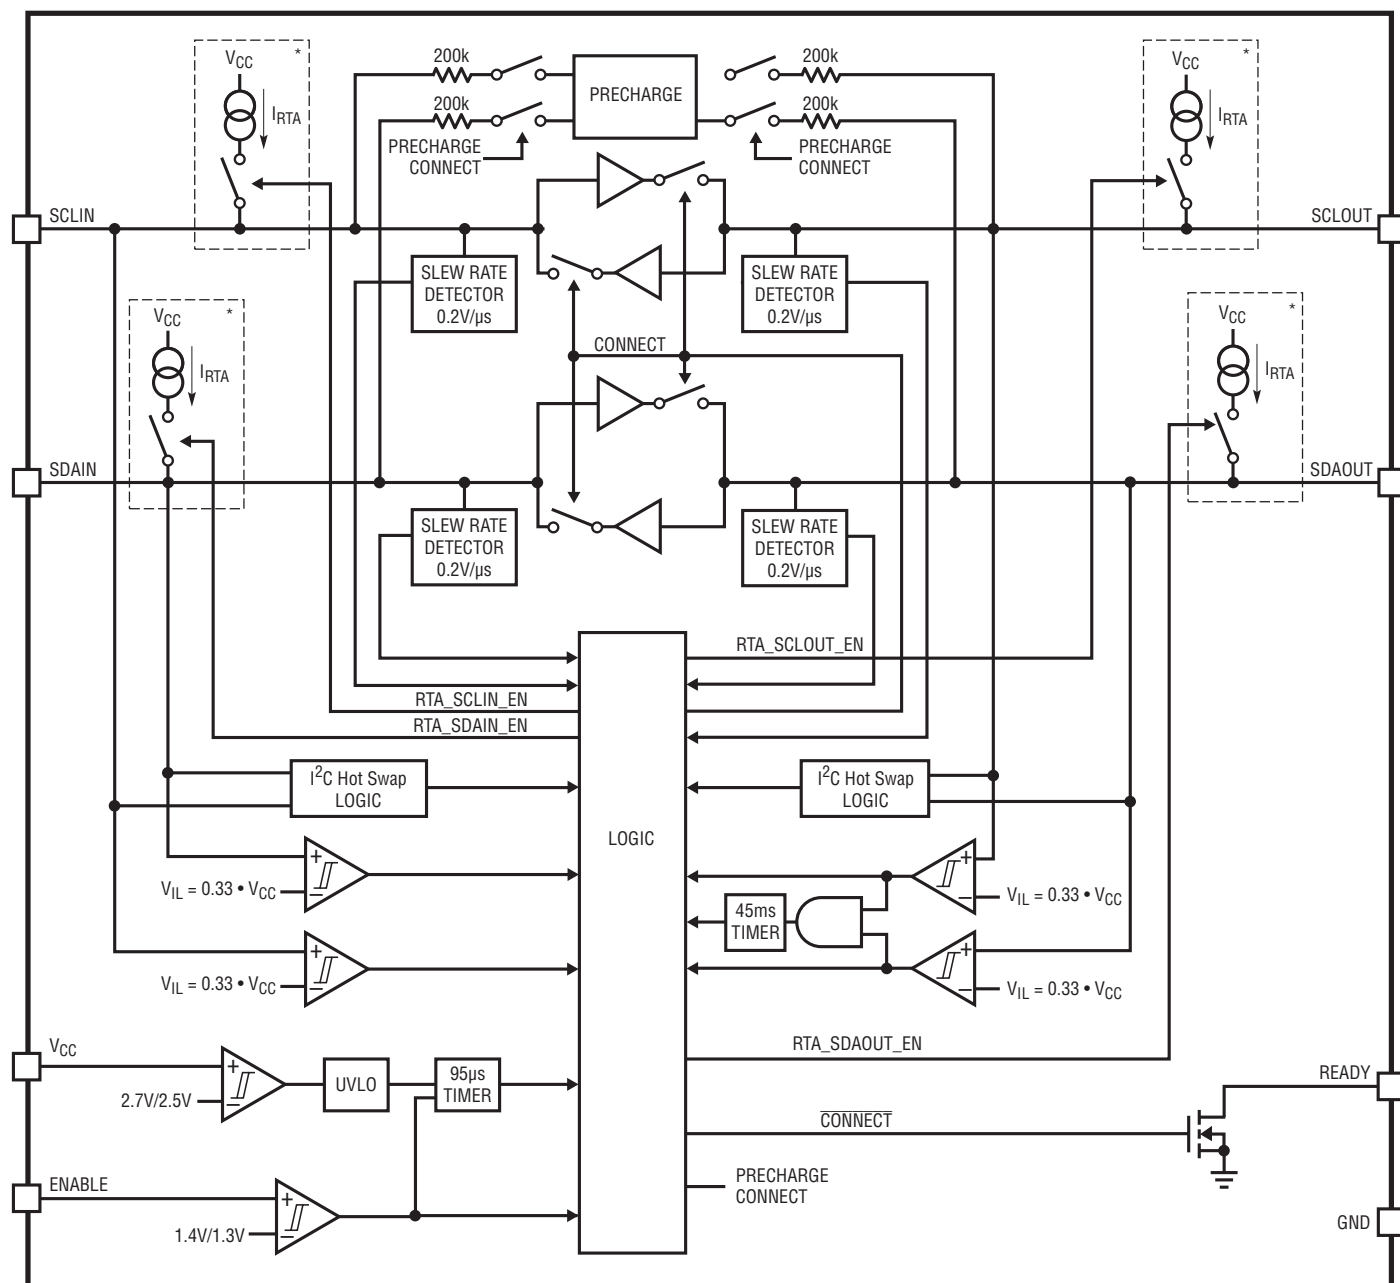 VCC
*
IRTA
200k
200k
PRECHARGE
CONNECT
PRECHARGE
200k
200k
PRECHARGE
CONNECT
VCC
*
IRTA
SCLIN
SCLOUT
SLEW RATE
DETECTOR
0.2V/µs
SLEW RATE
DETECTOR
0.2V/µs
VCC
*
IRTA
CONNECT
VCC
*
IRTA
SDAIN
SDAOUT
SLEW RATE
DETECTOR
0.2V/µs
SLEW RATE
DETECTOR
0.2V/µs
RTA_SCLOUT_EN
RTA_SCLIN_EN
RTA_SDAIN_EN
I²C Hot Swap
LOGIC
LOGIC
I²C Hot Swap
LOGIC
+
–
VIL = 0.33 • VCC
+
–
VIL = 0.33 • VCC
45ms
TIMER
+
–
VIL = 0.33 • VCC
+
–
VIL = 0.33 • VCC
RTA_SDAOUT_EN
VCC
+
–
2.7V/2.5V
UVLO
95µs
TIMER
READY
C̅O̅N̅N̅E̅C̅T̅
ENABLE
+
–
1.4V/1.3V
PRECHARGE
CONNECT
GND